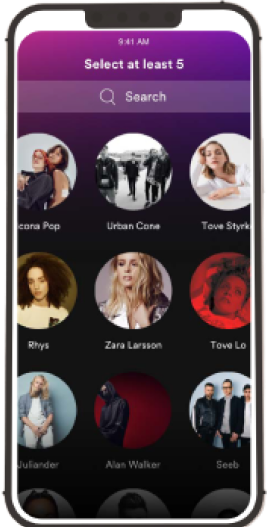 9:41 AM
Select at least 5
Search
cona Pop
Urban Cone
Tove Styrk
Rhys
Zara Larsson
Tove Lo
Juliander
Alan Walker
Seeb